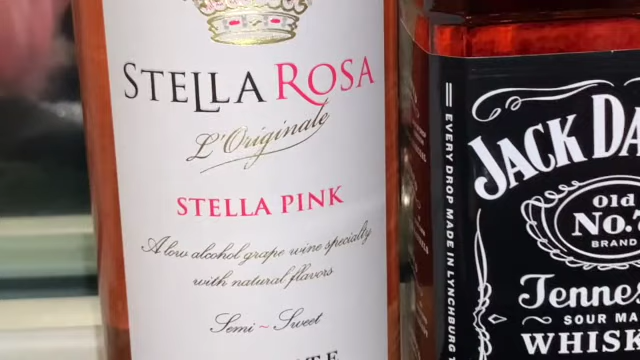 STELLA ROSA
L'Originale
STELLA PINK
A low alcohol grape wine specialty
with natural flavors
Semi ~ Sweet
EVERY DROP MADE IN LYNCHBURG
JACK DA
Old
No.
BRAND
Tennes
SOUR MA
WHISK